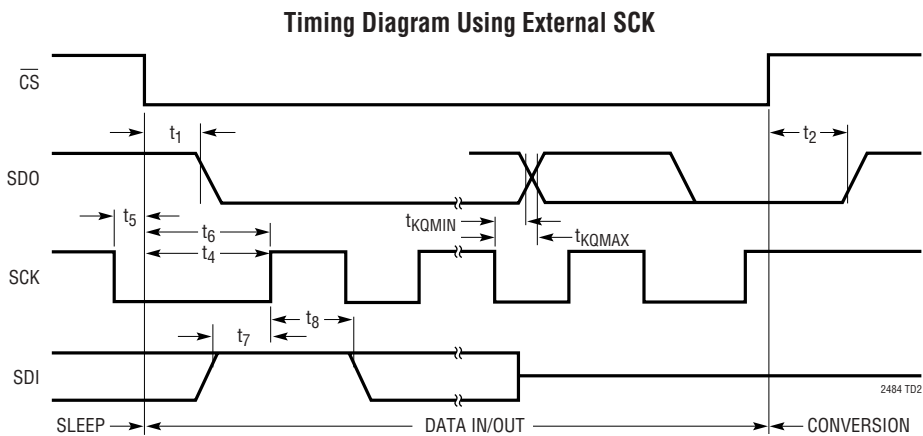 Timing Diagram Using External SCK
CS
t1
t2
SDO
t5
t6
tKQMIN
tKQMAX
t4
SCK
t8
t7
SDI
2484 TD2
SLEEP
DATA IN/OUT
CONVERSION